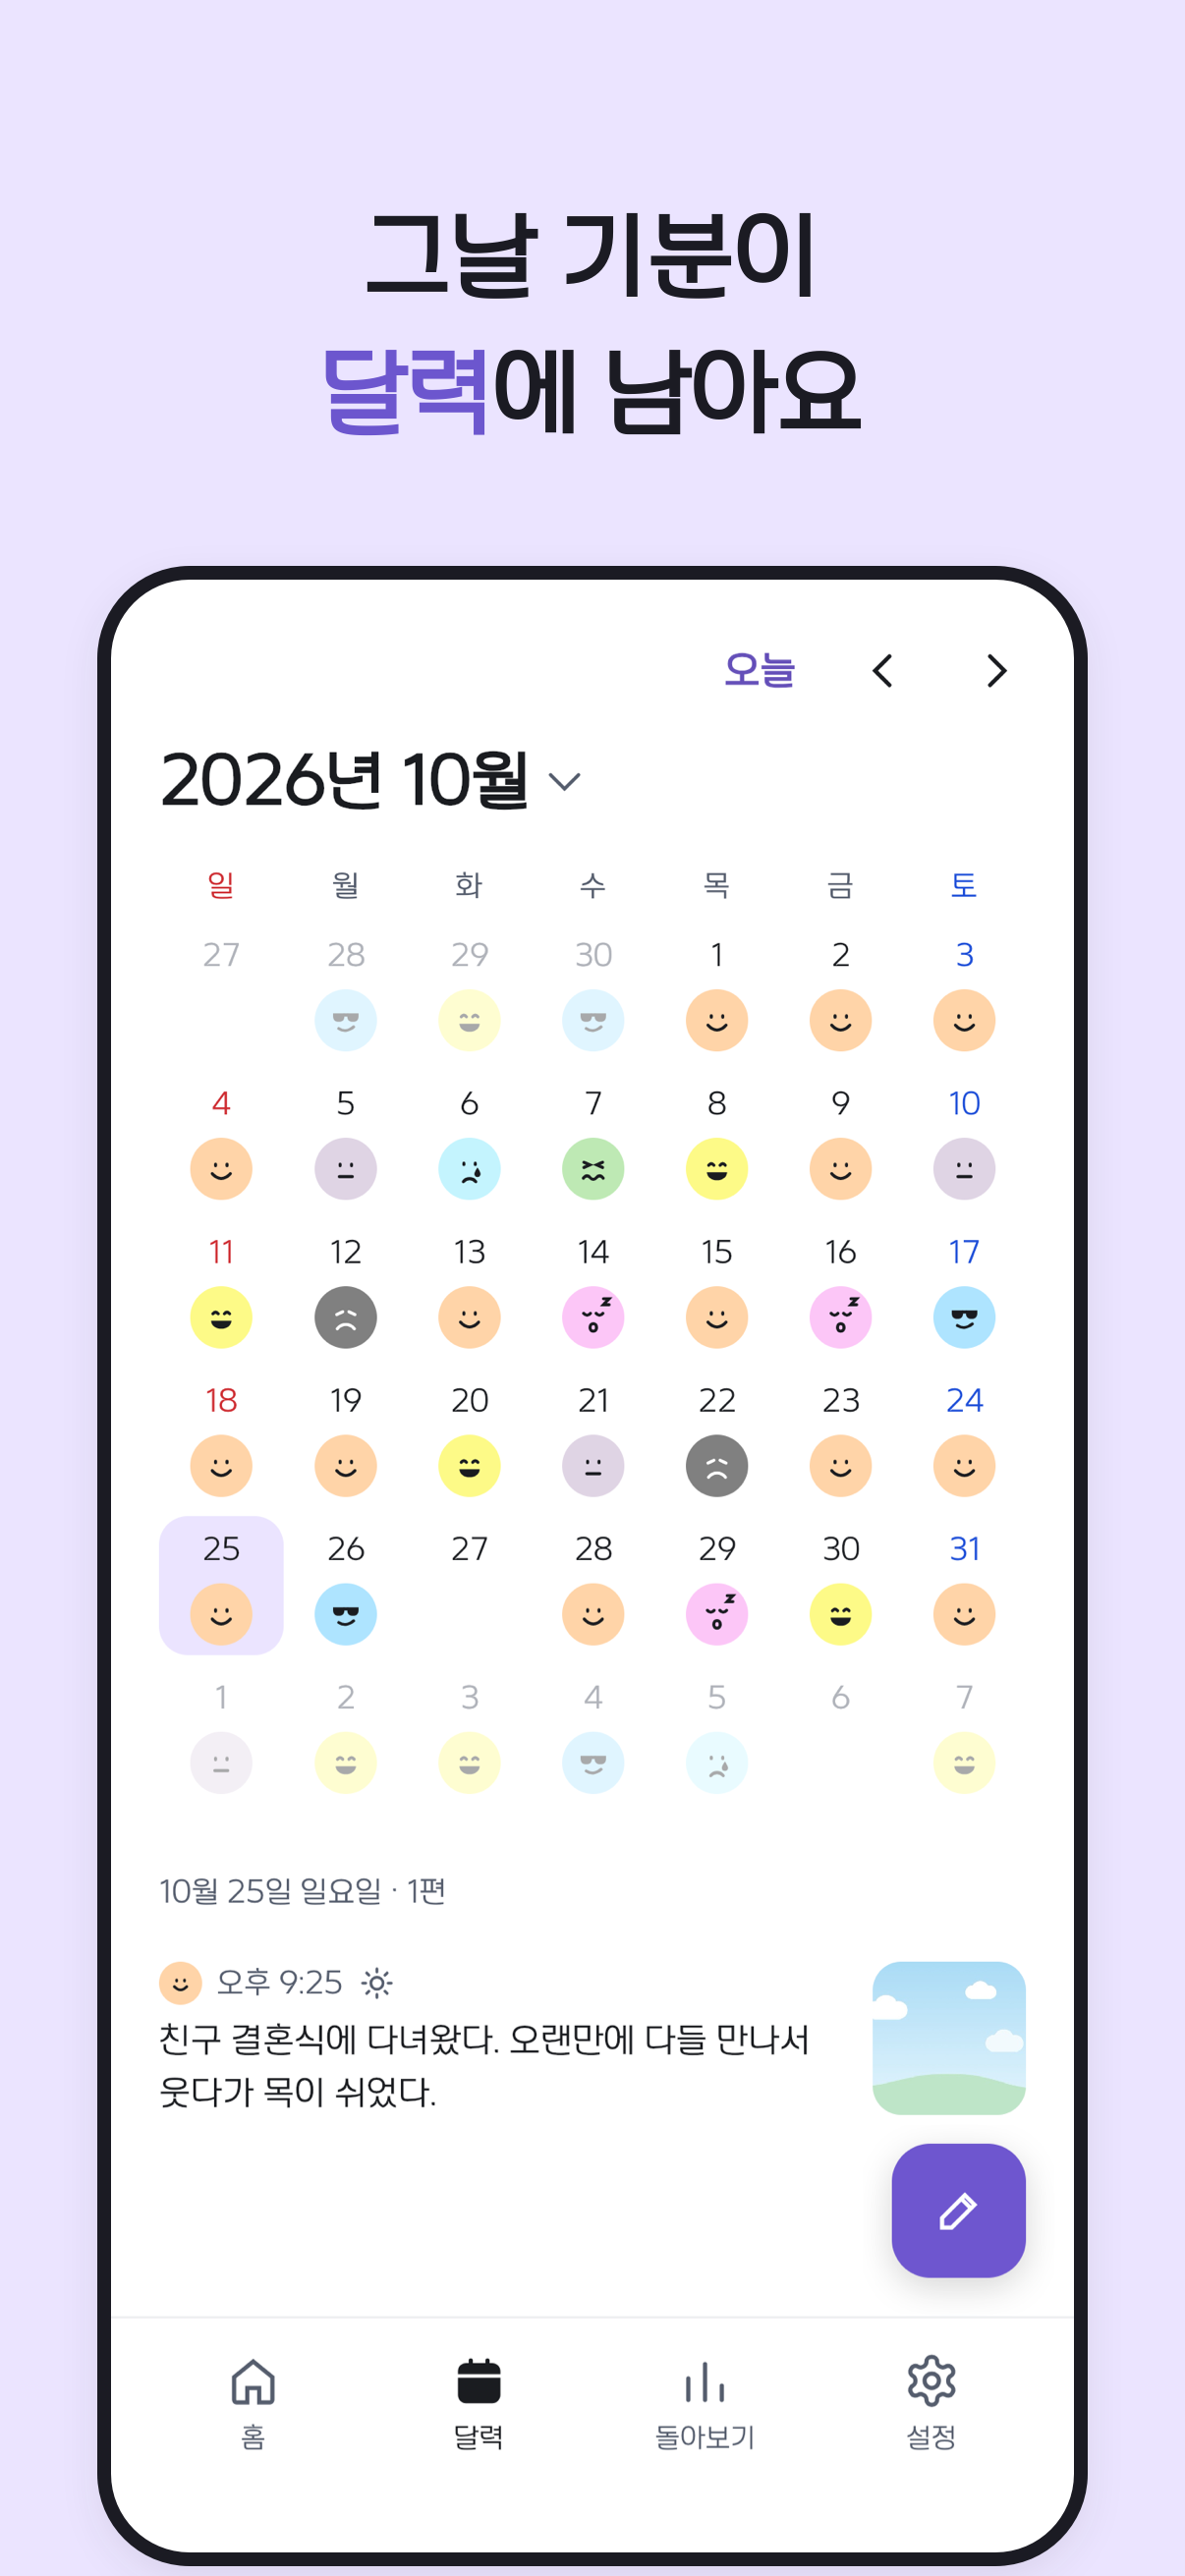 그날 기분이
달력에 남아요
오늘
2026년 10월
일 월 화 수 목 금 토
27 28 29 30 1 2 3
4 5 6 7 8 9 10
11 12 13 14 15 16 17
18 19 20 21 22 23 24
25 26 27 28 29 30 31
1 2 3 4 5 6 7
10월 25일 일요일 · 1편
오후 9:25
친구 결혼식에 다녀왔다. 오랜만에 다들 만나서
웃다가 목이 쉬었다.
홈 달력 돌아보기 설정